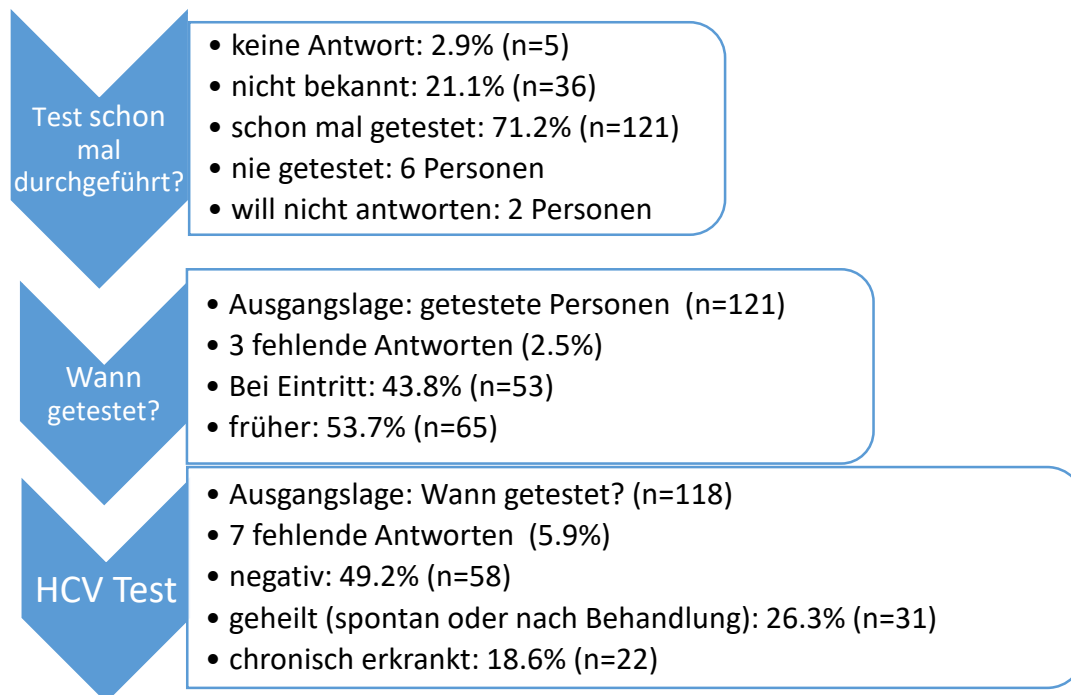 Test schon
mal
durchgeführt?
• keine Antwort: 2.9% (n=5)
• nicht bekannt: 21.1% (n=36)
• schon mal getestet: 71.2% (n=121)
• nie getestet: 6 Personen
• will nicht antworten: 2 Personen
Wann
getestet?
• Ausgangslage: getestete Personen (n=121)
• 3 fehlende Antworten (2.5%)
• Bei Eintritt: 43.8% (n=53)
• früher: 53.7% (n=65)
HCV Test
• Ausgangslage: Wann getestet? (n=118)
• 7 fehlende Antworten (5.9%)
• negativ: 49.2% (n=58)
• geheilt (spontan oder nach Behandlung): 26.3% (n=31)
• chronisch erkrankt: 18.6% (n=22)